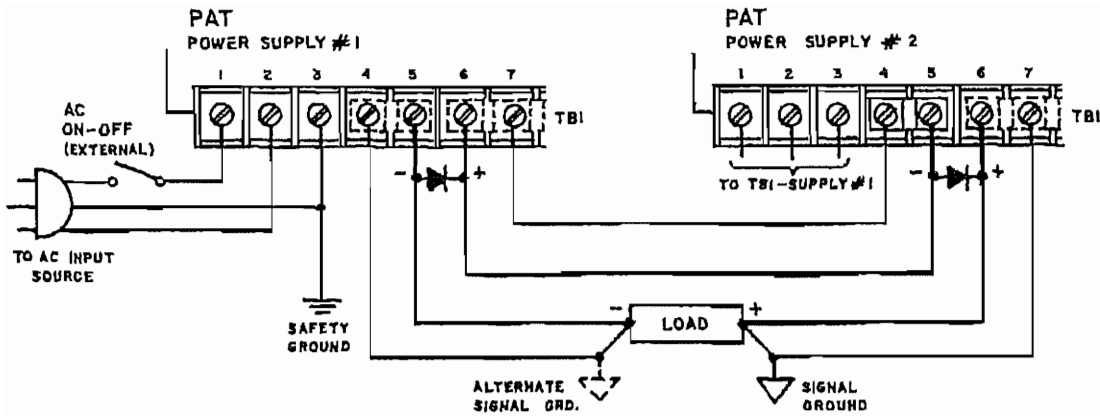 PAT
POWER SUPPLY #1
PAT
POWER SUPPLY # 2
1 2 3 4 5 6 7
TB1
1 2 3 4 5 6 7
TB1
AC
ON-OFF
(EXTERNAL)
- +
TO TB1-SUPPLY #1
- +
TO AC INPUT
SOURCE
SAFETY
GROUND
- LOAD +
ALTERNATE
SIGNAL GRD.
SIGNAL
GROUND